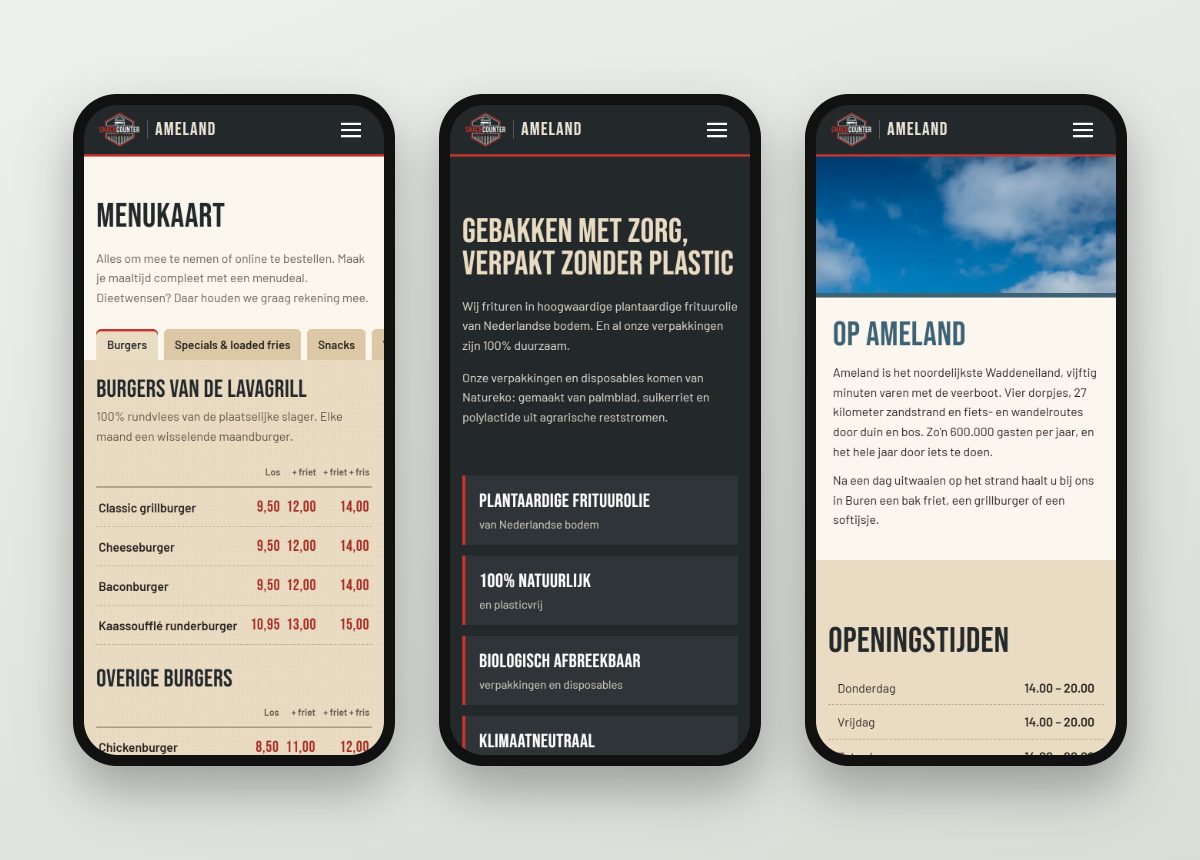 SNACKCOUNTER
AMELAND
MENUKAART
Alles om mee te nemen of online te bestellen. Maak
je maaltijd compleet met een menudeal.
Dieetwensen? Daar houden we graag rekening mee.
Burgers
Specials & loaded fries
Snacks
BURGERS VAN DE LAVAGRILL
100% rundvlees van de plaatselijke slager. Elke
maand een wisselende maandburger.
Los + friet + friet + fris
Classic grillburger 9,50 12,00 14,00
Cheeseburger 9,50 12,00 14,00
Baconburger 9,50 12,00 14,00
Kaassoufflé runderburger 10,95 13,00 15,00
OVERIGE BURGERS
Los + friet + friet + fris
Chickenburger 8,50 11,00 12,00
SNACKCOUNTER
AMELAND
GEBAKKEN MET ZORG,
VERPAKT ZONDER PLASTIC
Wij frituren in hoogwaardige plantaardige frituurolie
van Nederlandse bodem. En al onze verpakkingen
zijn 100% duurzaam.
Onze verpakkingen en disposables komen van
Natureko: gemaakt van palmblad, suikerriet en
polylactide uit agrarische reststromen.
PLANTAARDIGE FRITUUROLIE
van Nederlandse bodem
100% NATUURLIJK
en plasticvrij
BIOLOGISCH AFBREEKBAAR
verpakkingen en disposables
KLIMAATNEUTRAAL
SNACKCOUNTER
AMELAND
OP AMELAND
Ameland is het noordelijkste Waddeneiland, vijftig
minuten varen met de veerboot. Vier dorpjes, 27
kilometer zandstrand en fiets- en wandelroutes
door duin en bos. Zo'n 600.000 gasten per jaar, en
het hele jaar door iets te doen.
Na een dag uitwaaien op het strand haalt u bij ons
in Buren een bak friet, een grillburger of een
softijsje.
OPENINGSTIJDEN
Donderdag 14.00 – 20.00
Vrijdag 14.00 – 20.00